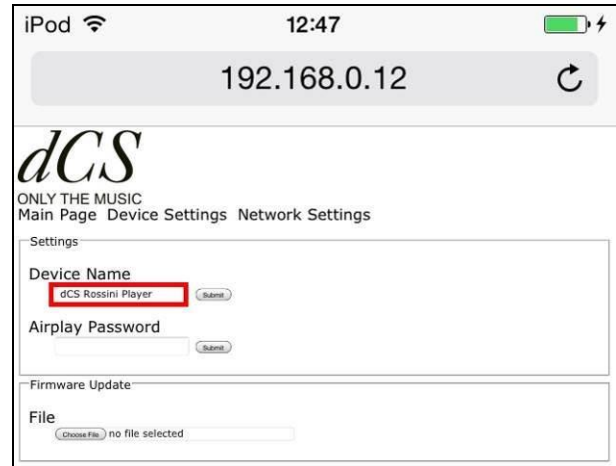 iPod 12:47
192.168.0.12
dCS
ONLY THE MUSIC
Main Page Device Settings Network Settings
Settings
Device Name
dCS Rossini Player Submit
Airplay Password
Submit
Firmware Update
File
Choose File no file selected